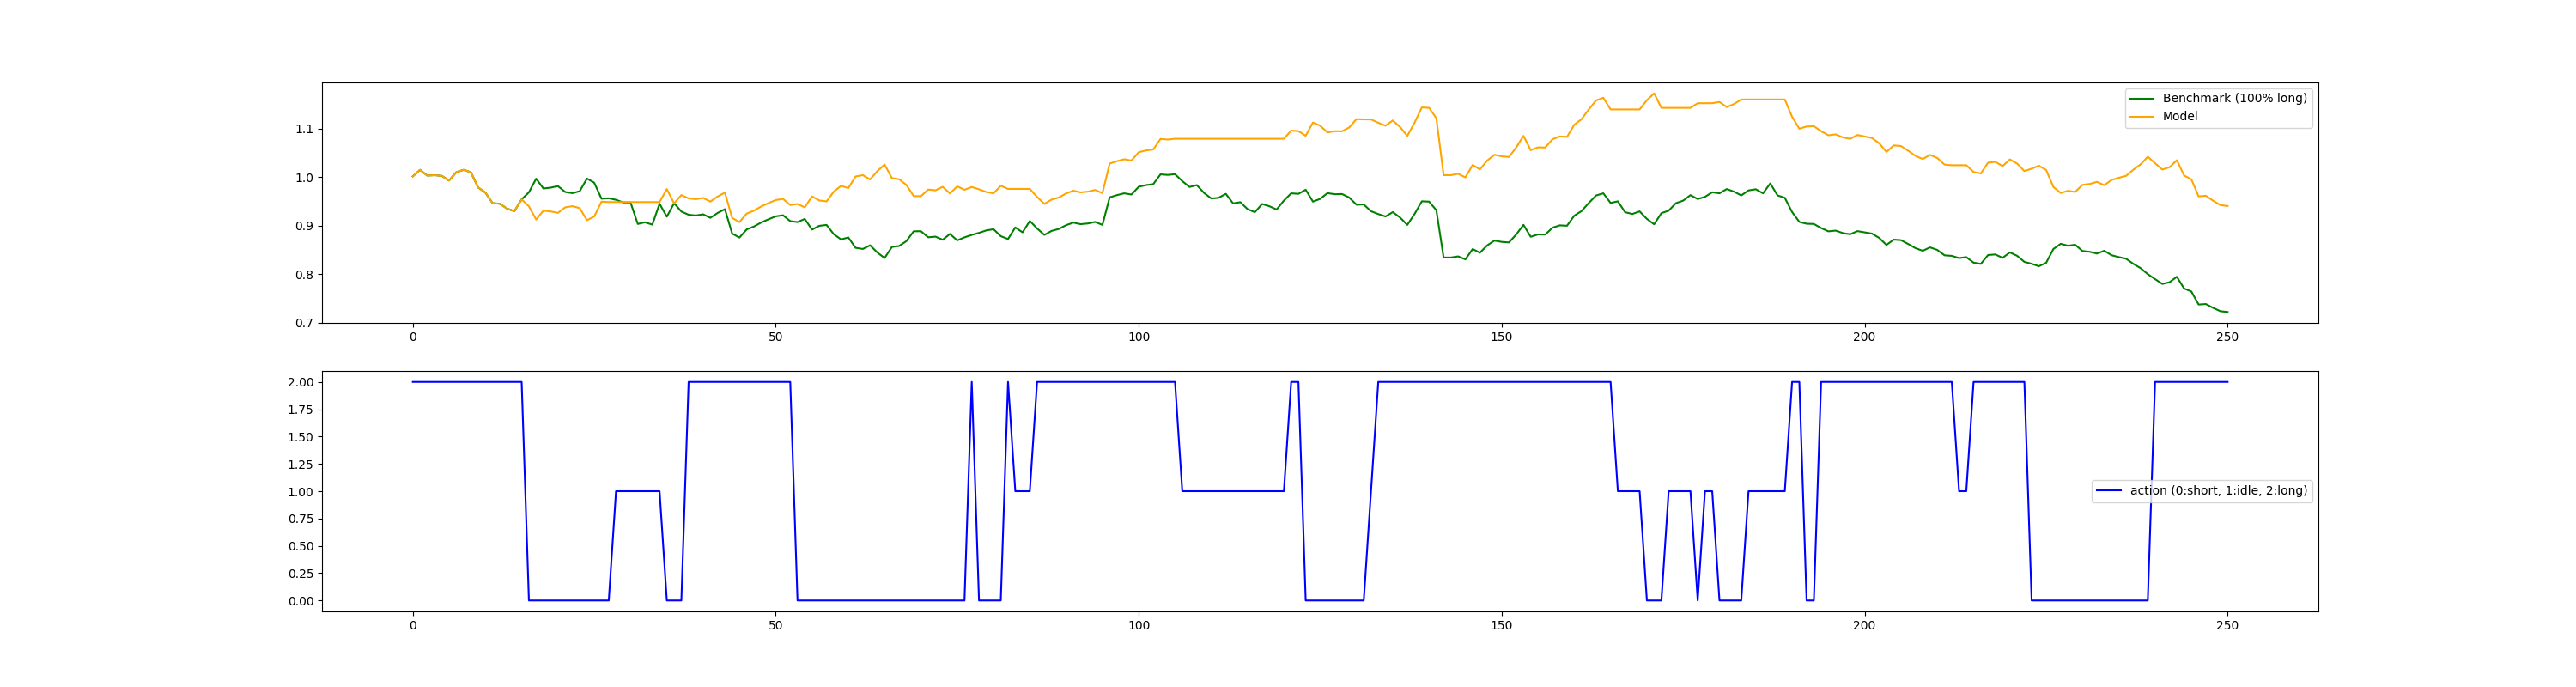 Benchmark (100% long)
Model
1.1
1.0
0.9
0.8
0.7
0 50 100 150 200 250
2.00
1.75
1.50
1.25
1.00
0.75
0.50
0.25
0.00
action (0:short, 1:idle, 2:long)
0 50 100 150 200 250